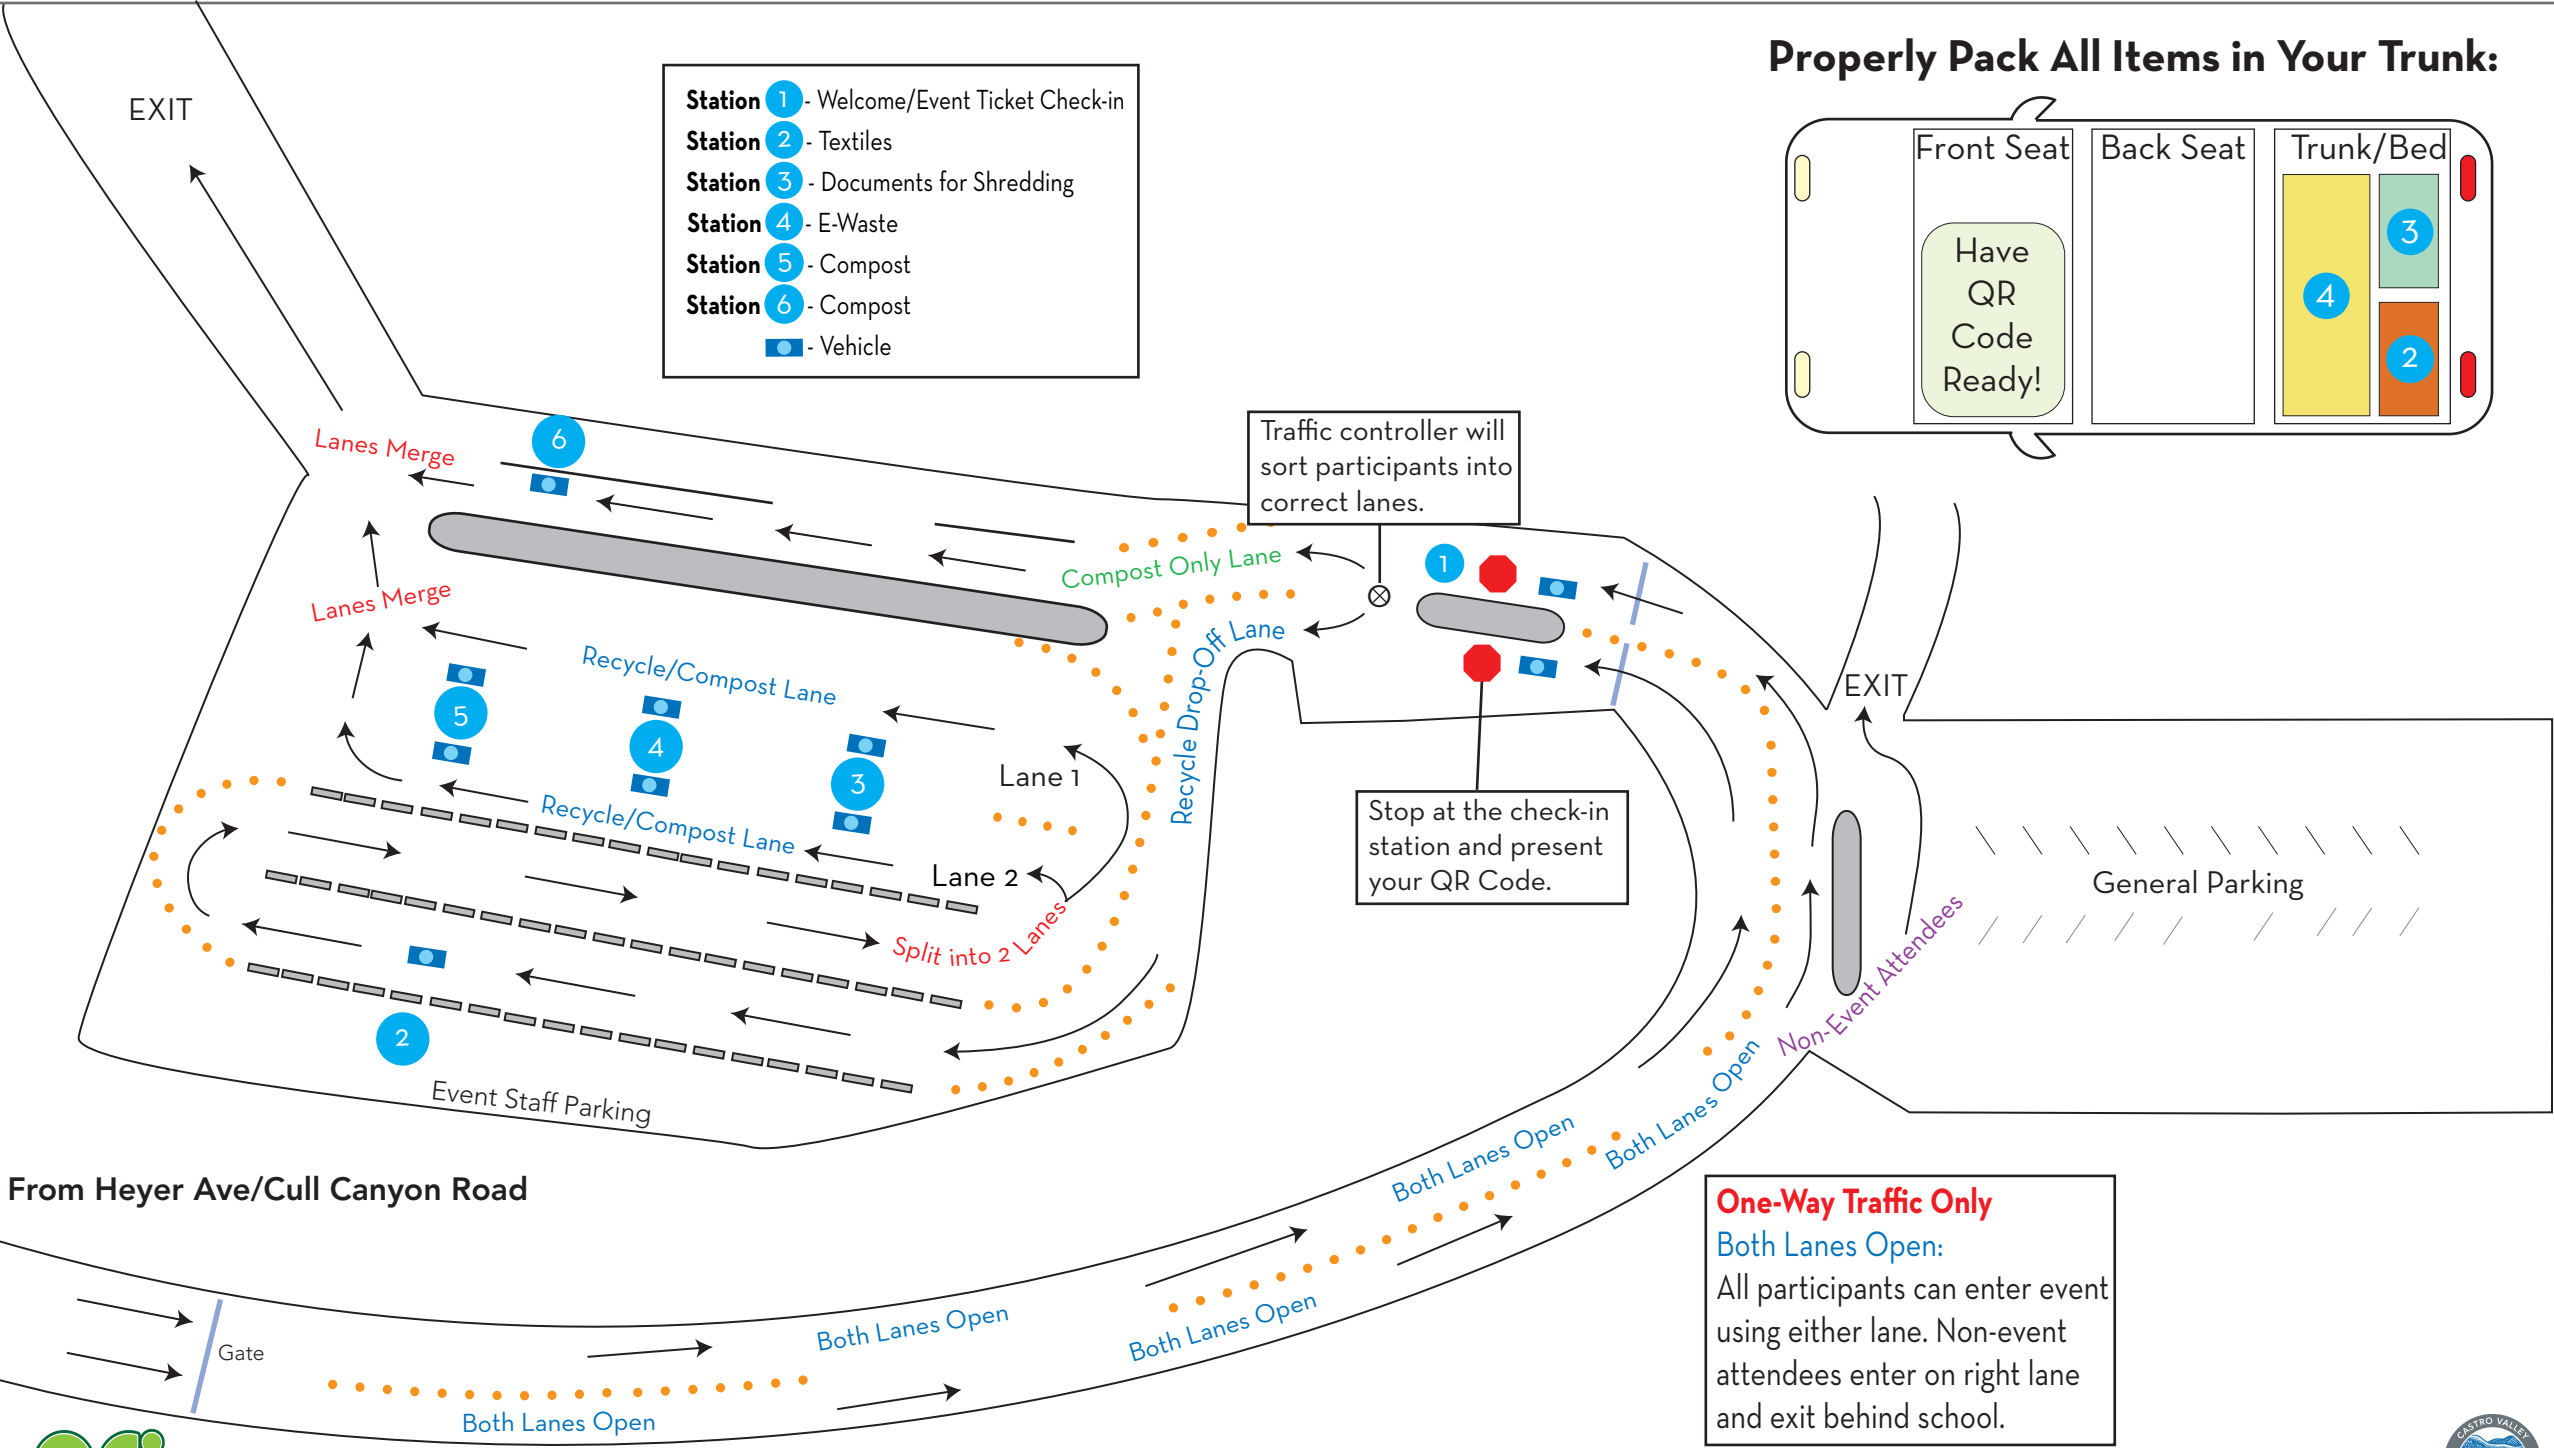 Properly Pack All Items in Your Trunk:
Front Seat
Back Seat
Trunk/Bed
Have
QR
Code
Ready!
4
3
2
Station 1 - Welcome/Event Ticket Check-in
Station 2 - Textiles
Station 3 - Documents for Shredding
Station 4 - E-Waste
Station 5 - Compost
Station 6 - Compost
- Vehicle
EXIT
Lanes Merge
6
Traffic controller will
sort participants into
correct lanes.
Compost Only Lane
1
Recycle Drop-Off Lane
Lanes Merge
Recycle/Compost Lane
5
4
3
Lane 1
Recycle/Compost Lane
Lane 2
Split into 2 Lanes
2
Event Staff Parking
Stop at the check-in
station and present
your QR Code.
EXIT
General Parking
Non-Event Attendees
Both Lanes Open
Both Lanes Open
From Heyer Ave/Cull Canyon Road
Gate
Both Lanes Open
Both Lanes Open
Both Lanes Open
One-Way Traffic Only
Both Lanes Open:
All participants can enter event
using either lane. Non-event
attendees enter on right lane
and exit behind school.
CASTRO VALLEY